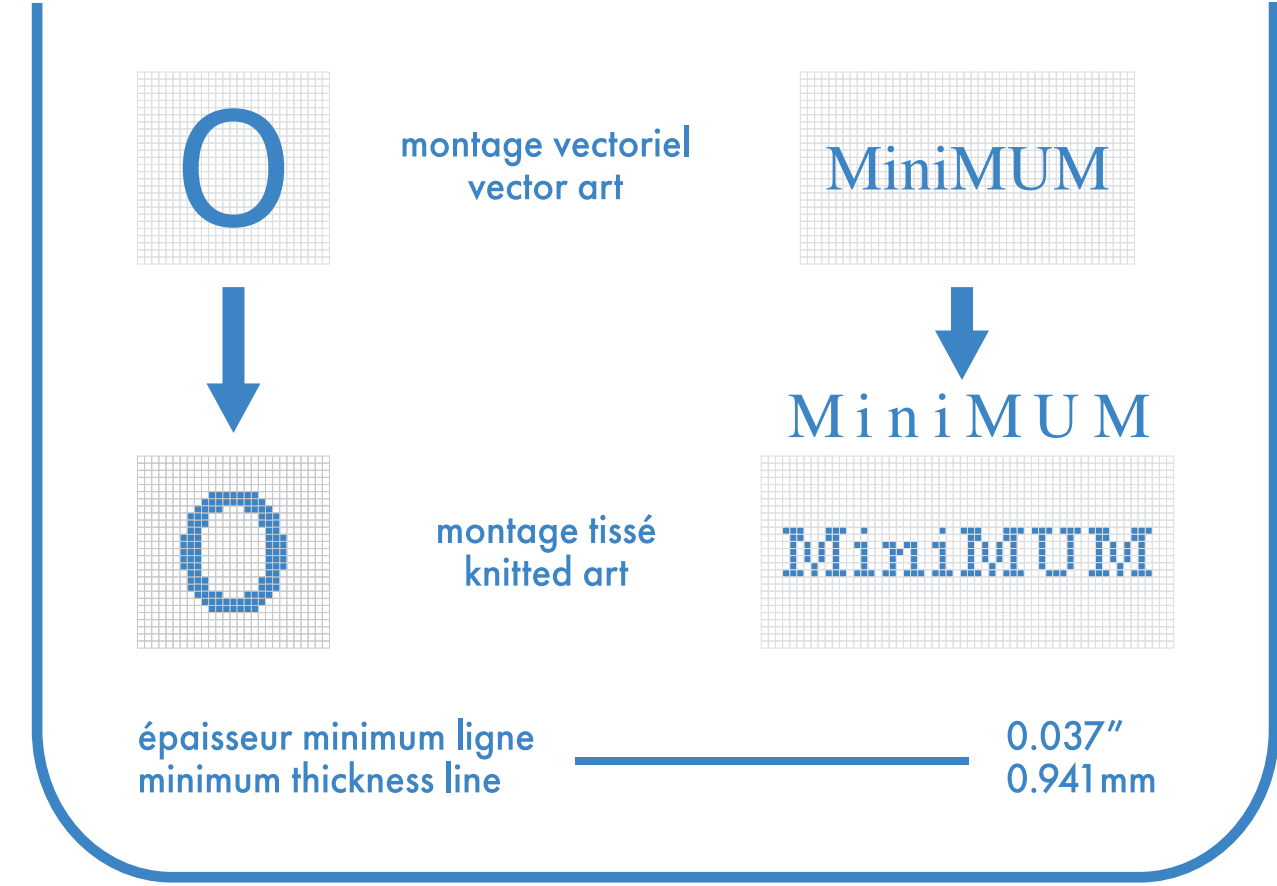 O
montage vectoriel
vector art
MiniMUM
MiniMUM
O
montage tissé
knitted art
MiniMUM
épaisseur minimum ligne
minimum thickness line
0.037″
0.941mm